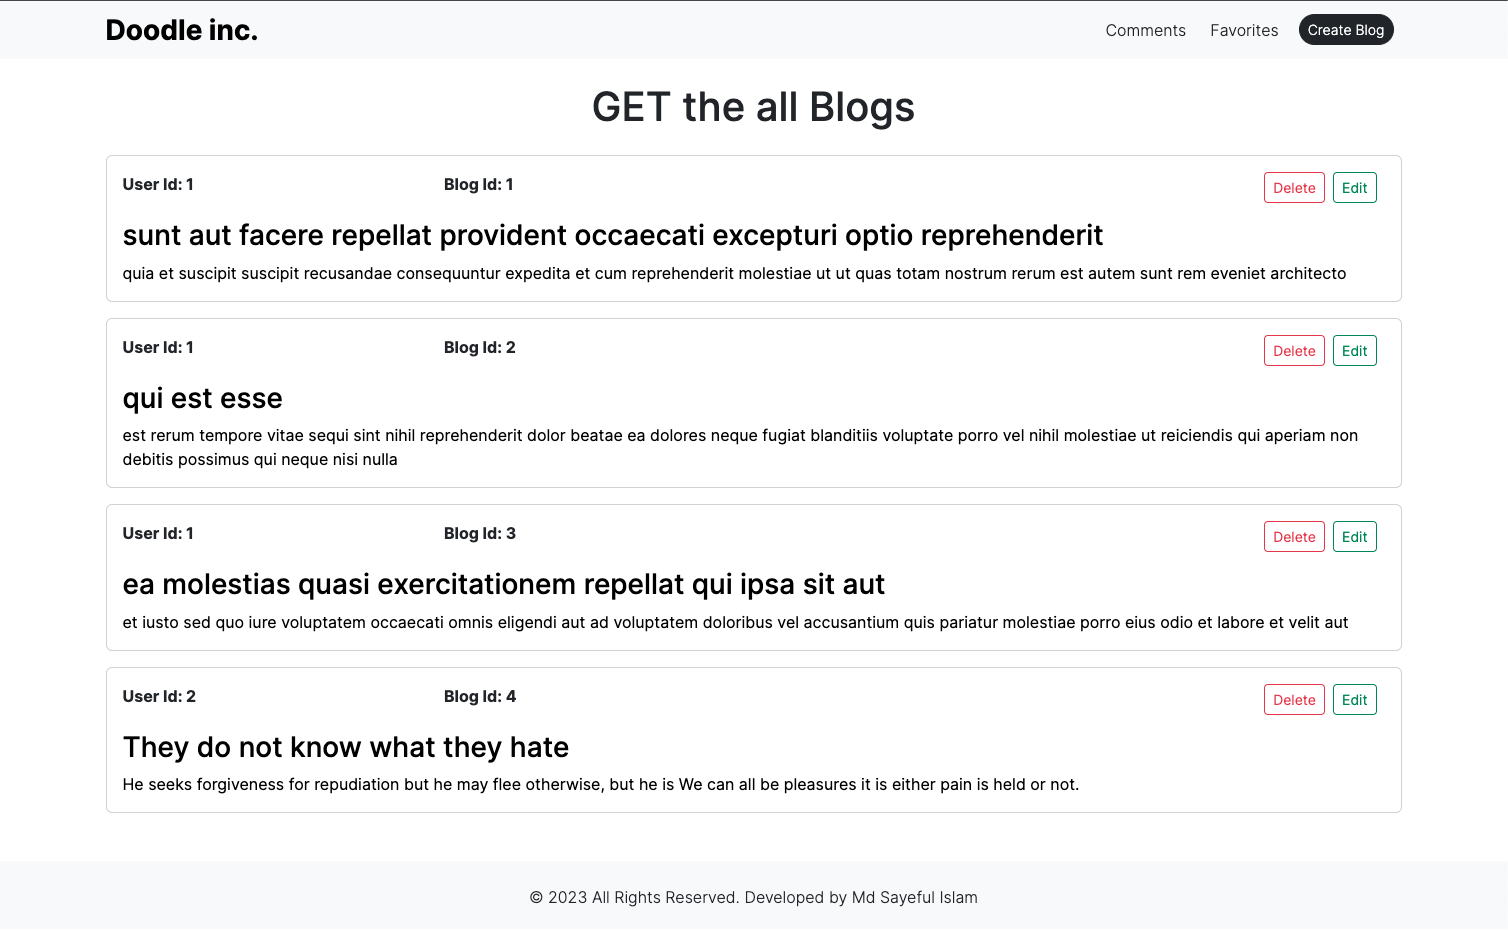 Doodle inc.
Comments Favorites Create Blog
GET the all Blogs
User Id: 1 Blog Id: 1 Delete Edit
sunt aut facere repellat provident occaecati excepturi optio reprehenderit
quia et suscipit suscipit recusandae consequuntur expedita et cum reprehenderit molestiae ut ut quas totam nostrum rerum est autem sunt rem eveniet architecto
User Id: 1 Blog Id: 2 Delete Edit
qui est esse
est rerum tempore vitae sequi sint nihil reprehenderit dolor beatae ea dolores neque fugiat blanditiis voluptate porro vel nihil molestiae ut reiciendis qui aperiam non
debitis possimus qui neque nisi nulla
User Id: 1 Blog Id: 3 Delete Edit
ea molestias quasi exercitationem repellat qui ipsa sit aut
et iusto sed quo iure voluptatem occaecati omnis eligendi aut ad voluptatem doloribus vel accusantium quis pariatur molestiae porro eius odio et labore et velit aut
User Id: 2 Blog Id: 4 Delete Edit
They do not know what they hate
He seeks forgiveness for repudiation but he may flee otherwise, but he is We can all be pleasures it is either pain is held or not.
© 2023 All Rights Reserved. Developed by Md Sayeful Islam